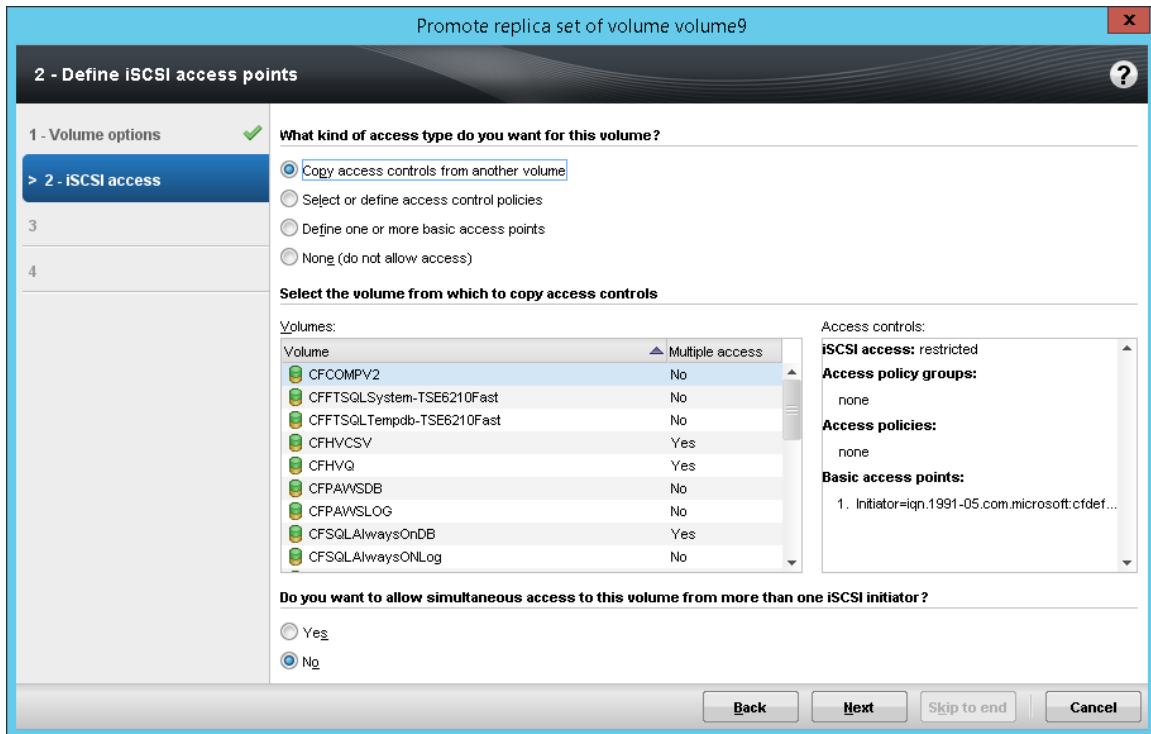 Promote replica set of volume volume9
x
2 - Define iSCSI access points
?
1 - Volume options
> 2 - iSCSI access
3
4
What kind of access type do you want for this volume?
Copy access controls from another volume
Select or define access control policies
Define one or more basic access points
None (do not allow access)
Select the volume from which to copy access controls
Volumes:
Volume Multiple access
CFCOMPV2 No
CFFTSQLSystem-TSE6210Fast No
CFFTSQLTempdb-TSE6210Fast No
CFHVCSV Yes
CFHVQ Yes
CFPAWSDB No
CFPAWSLOG No
CFSQLAlwaysOnDB Yes
CFSQLAlwaysONLog No
Access controls:
iSCSI access: restricted
Access policy groups:
none
Access policies:
none
Basic access points:
1. Initiator=iqn.1991-05.com.microsoft:cfdef...
Do you want to allow simultaneous access to this volume from more than one iSCSI initiator?
Yes
No
Back Next Skip to end Cancel